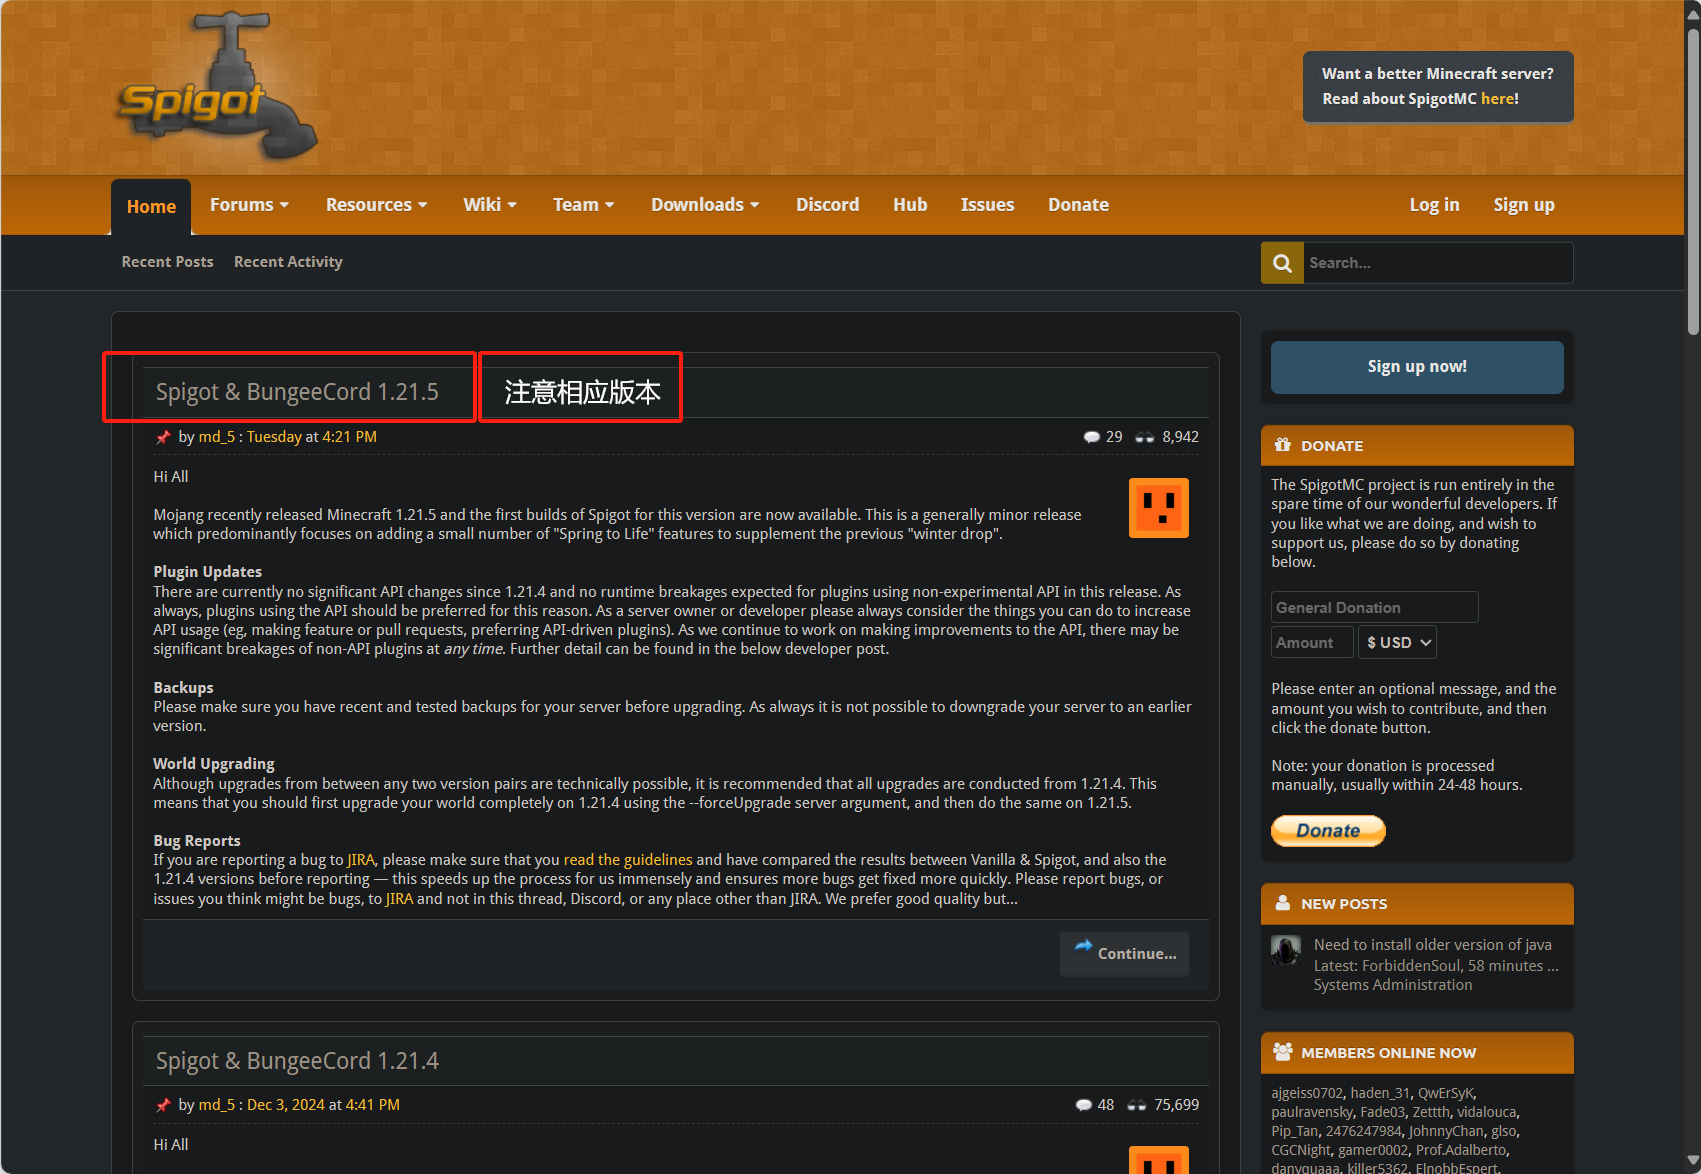 Spigot
Want a better Minecraft server?
Read about SpigotMC here!
Home
Forums
Resources
Wiki
Team
Downloads
Discord
Hub
Issues
Donate
Log in
Sign up
Recent Posts
Recent Activity
Search...
Spigot & BungeeCord 1.21.5
注意相应版本
by md_5 : Tuesday at 4:21 PM
29
8,942
Hi All
Mojang recently released Minecraft 1.21.5 and the first builds of Spigot for this version are now available. This is a generally minor release
which predominantly focuses on adding a small number of "Spring to Life" features to supplement the previous "winter drop".
Plugin Updates
There are currently no significant API changes since 1.21.4 and no runtime breakages expected for plugins using non-experimental API in this release. As
always, plugins using the API should be preferred for this reason. As a server owner or developer please always consider the things you can do to increase
API usage (eg, making feature or pull requests, preferring API-driven plugins). As we continue to work on making improvements to the API, there may be
significant breakages of non-API plugins at any time. Further detail can be found in the below developer post.
Backups
Please make sure you have recent and tested backups for your server before upgrading. As always it is not possible to downgrade your server to an earlier
version.
World Upgrading
Although upgrades from between any two version pairs are technically possible, it is recommended that all upgrades are conducted from 1.21.4. This
means that you should first upgrade your world completely on 1.21.4 using the --forceUpgrade server argument, and then do the same on 1.21.5.
Bug Reports
If you are reporting a bug to JIRA, please make sure that you read the guidelines and have compared the results between Vanilla & Spigot, and also the
1.21.4 versions before reporting — this speeds up the process for us immensely and ensures more bugs get fixed more quickly. Please report bugs, or
issues you think might be bugs, to JIRA and not in this thread, Discord, or any place other than JIRA. We prefer good quality but...
Continue...
Spigot & BungeeCord 1.21.4
by md_5 : Dec 3, 2024 at 4:41 PM
48
75,699
Hi All
Sign up now!
DONATE
The SpigotMC project is run entirely in the
spare time of our wonderful developers. If
you like what we are doing, and wish to
support us, please do so by donating
below.
General Donation
Amount
$ USD
Please enter an optional message, and the
amount you wish to contribute, and then
click the donate button.
Note: your donation is processed
manually, usually within 24-48 hours.
Donate
NEW POSTS
Need to install older version of java
Latest: ForbiddenSoul, 58 minutes ...
Systems Administration
MEMBERS ONLINE NOW
ajgeiss0702, haden_31, QwErSyK,
paulravensky, Fade03, Zettth, vidalouca,
Pip_Tan, 2476247984, JohnnyChan, glso,
CGCNight, gamer0002, Prof.Adalberto,
danyguaaa, killer5362, ElnobbEspert,